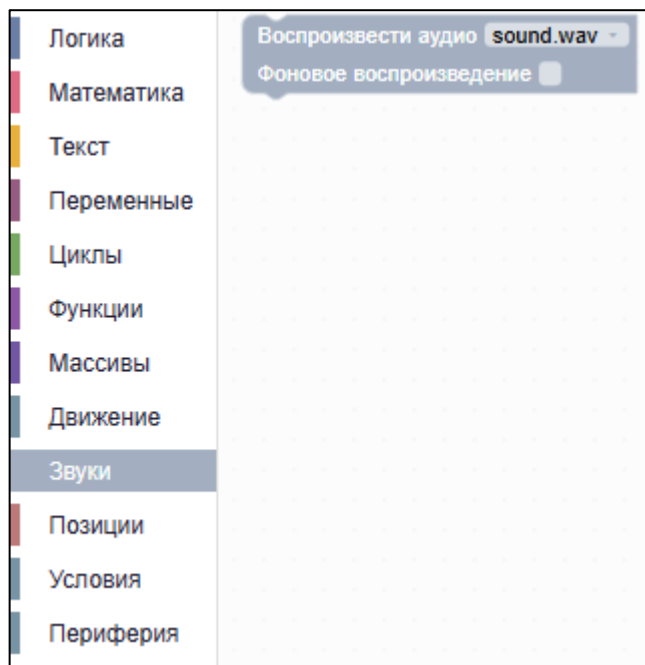 Логика
Математика
Текст
Переменные
Циклы
Функции
Массивы
Движение
Звуки
Позиции
Условия
Периферия
Воспроизвести аудио sound.wav
Фоновое воспроизведение